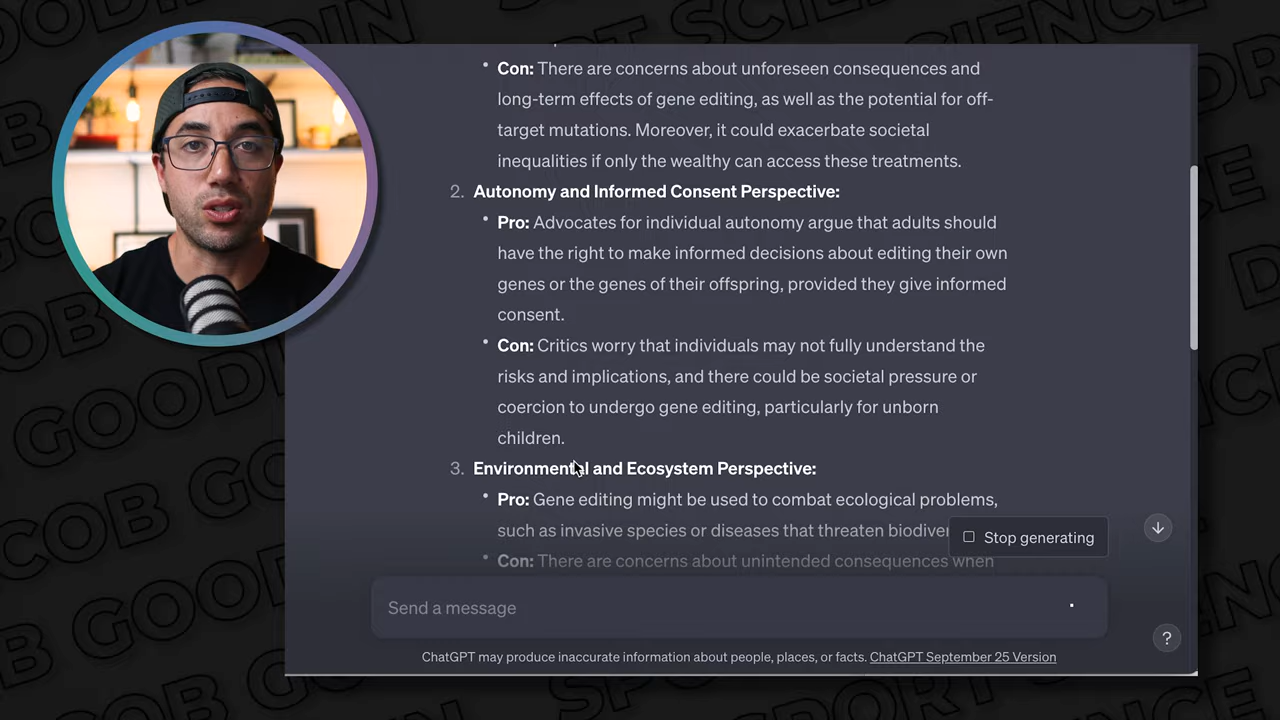 Con: There are concerns about unforeseen consequences and
long-term effects of gene editing, as well as the potential for off-
target mutations. Moreover, it could exacerbate societal
inequalities if only the wealthy can access these treatments.
2. Autonomy and Informed Consent Perspective:
Pro: Advocates for individual autonomy argue that adults should
have the right to make informed decisions about editing their own
genes or the genes of their offspring, provided they give informed
consent.
Con: Critics worry that individuals may not fully understand the
risks and implications, and there could be societal pressure or
coercion to undergo gene editing, particularly for unborn
children.
3. Environmental and Ecosystem Perspective:
Pro: Gene editing might be used to combat ecological problems,
such as invasive species or diseases that threaten
Con: There are concerns about unintended consequences when
Stop generating
Send a message
?
ChatGPT may produce inaccurate information about people, places, or facts. ChatGPT September 25 Version
GOODIN
SCIENCE
GOODIN
COB GOODIN